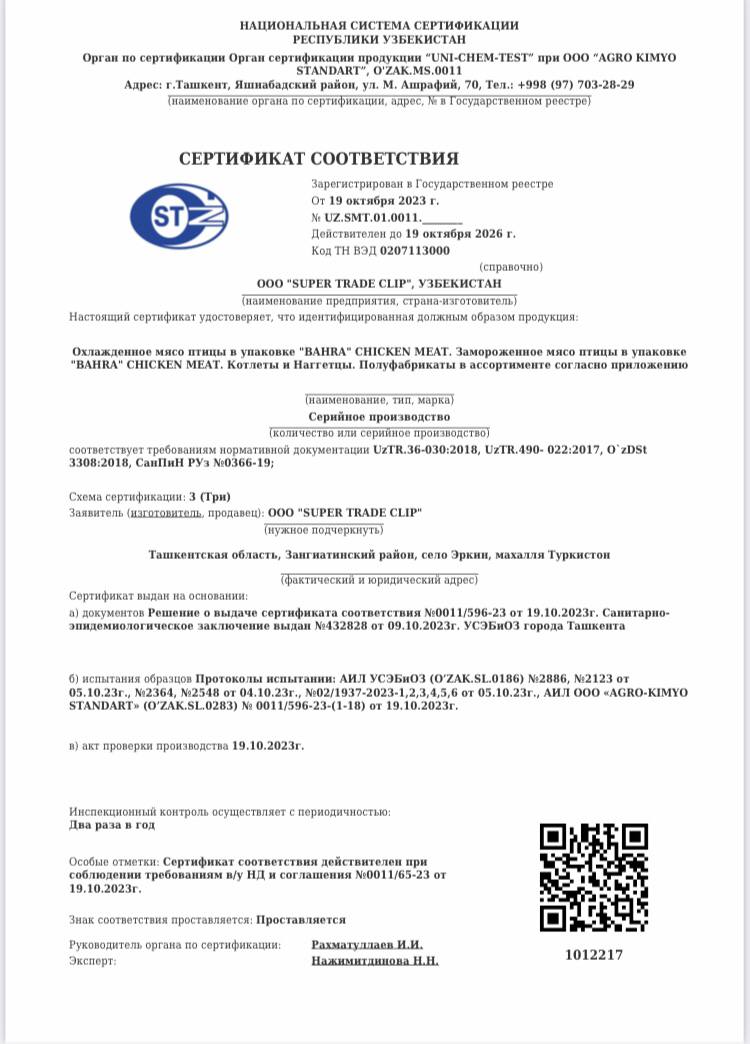 НАЦИОНАЛЬНАЯ СИСТЕМА СЕРТИФИКАЦИИ
РЕСПУБЛИКИ УЗБЕКИСТАН
Орган по сертификации Орган сертификации продукции “UNI-CHEM-TEST” при ООО “AGRO KIMYO
STANDART”, O'ZAK.MS.0011
Адрес: г.Ташкент, Яшнабадский район, ул. М. Ашрафий, 70, Тел.: +998 (97) 703-28-29
(наименование органа по сертификации, адрес, № в Государственном реестре)
СЕРТИФИКАТ СООТВЕТСТВИЯ
STZ
Зарегистрирован в Государственном реестре
От 19 октября 2023 г.
№ UZ.SMT.01.0011._______
Действителен до 19 октября 2026 г.
Код ТН ВЭД 0207113000
(справочно)
ООО "SUPER TRADE CLIP", УЗБЕКИСТАН
(наименование предприятия, страна-изготовитель)
Настоящий сертификат удостоверяет, что идентифицированная должным образом продукция:
Охлажденное мясо птицы в упаковке "BAHRA" CHICKEN MEAT. Замороженное мясо птицы в упаковке
"BAHRA" CHICKEN MEAT. Котлеты и Наггетцы. Полуфабрикаты в ассортименте согласно приложению
(наименование, тип, марка)
Серийное производство
(количество или серийное производство)
соответствует требованиям нормативной документации UzTR.36-030:2018, UzTR.490- 022:2017, O`zDSt
3308:2018, СанПиН РУз №0366-19;
Схема сертификации: 3 (Три)
Заявитель (изготовитель, продавец): ООО "SUPER TRADE CLIP"
(нужное подчеркнуть)
Ташкентская область, Зангиатинский район, село Эркин, махалля Туркистон
(фактический и юридический адрес)
Сертификат выдан на основании:
а) документов Решение о выдаче сертификата соответствия №0011/596-23 от 19.10.2023г. Санитарно-
эпидемиологическое заключение выдан №432828 от 09.10.2023г. УСЭБиОЗ города Ташкента
б) испытания образцов Протоколы испытании: АИЛ УСЭБиОЗ (O’ZAK.SL.0186) №2886, №2123 от
05.10.23г., №2364, №2548 от 04.10.23г., №02/1937-2023-1,2,3,4,5,6 от 05.10.23г., АИЛ ООО «AGRO-KIMYO
STANDART» (O’ZAK.SL.0283) № 0011/596-23-(1-18) от 19.10.2023г.
в) акт проверки производства 19.10.2023г.
Инспекционный контроль осуществляет с периодичностью:
Два раза в год
Особые отметки: Сертификат соответствия действителен при
соблюдении требованиям в/у НД и соглашения №0011/65-23 от
19.10.2023г.
Знак соответствия проставляется: Проставляется
Руководитель органа по сертификации: Рахматуллаев И.И.
Эксперт: Нажимитдинова Н.Н.
1012217